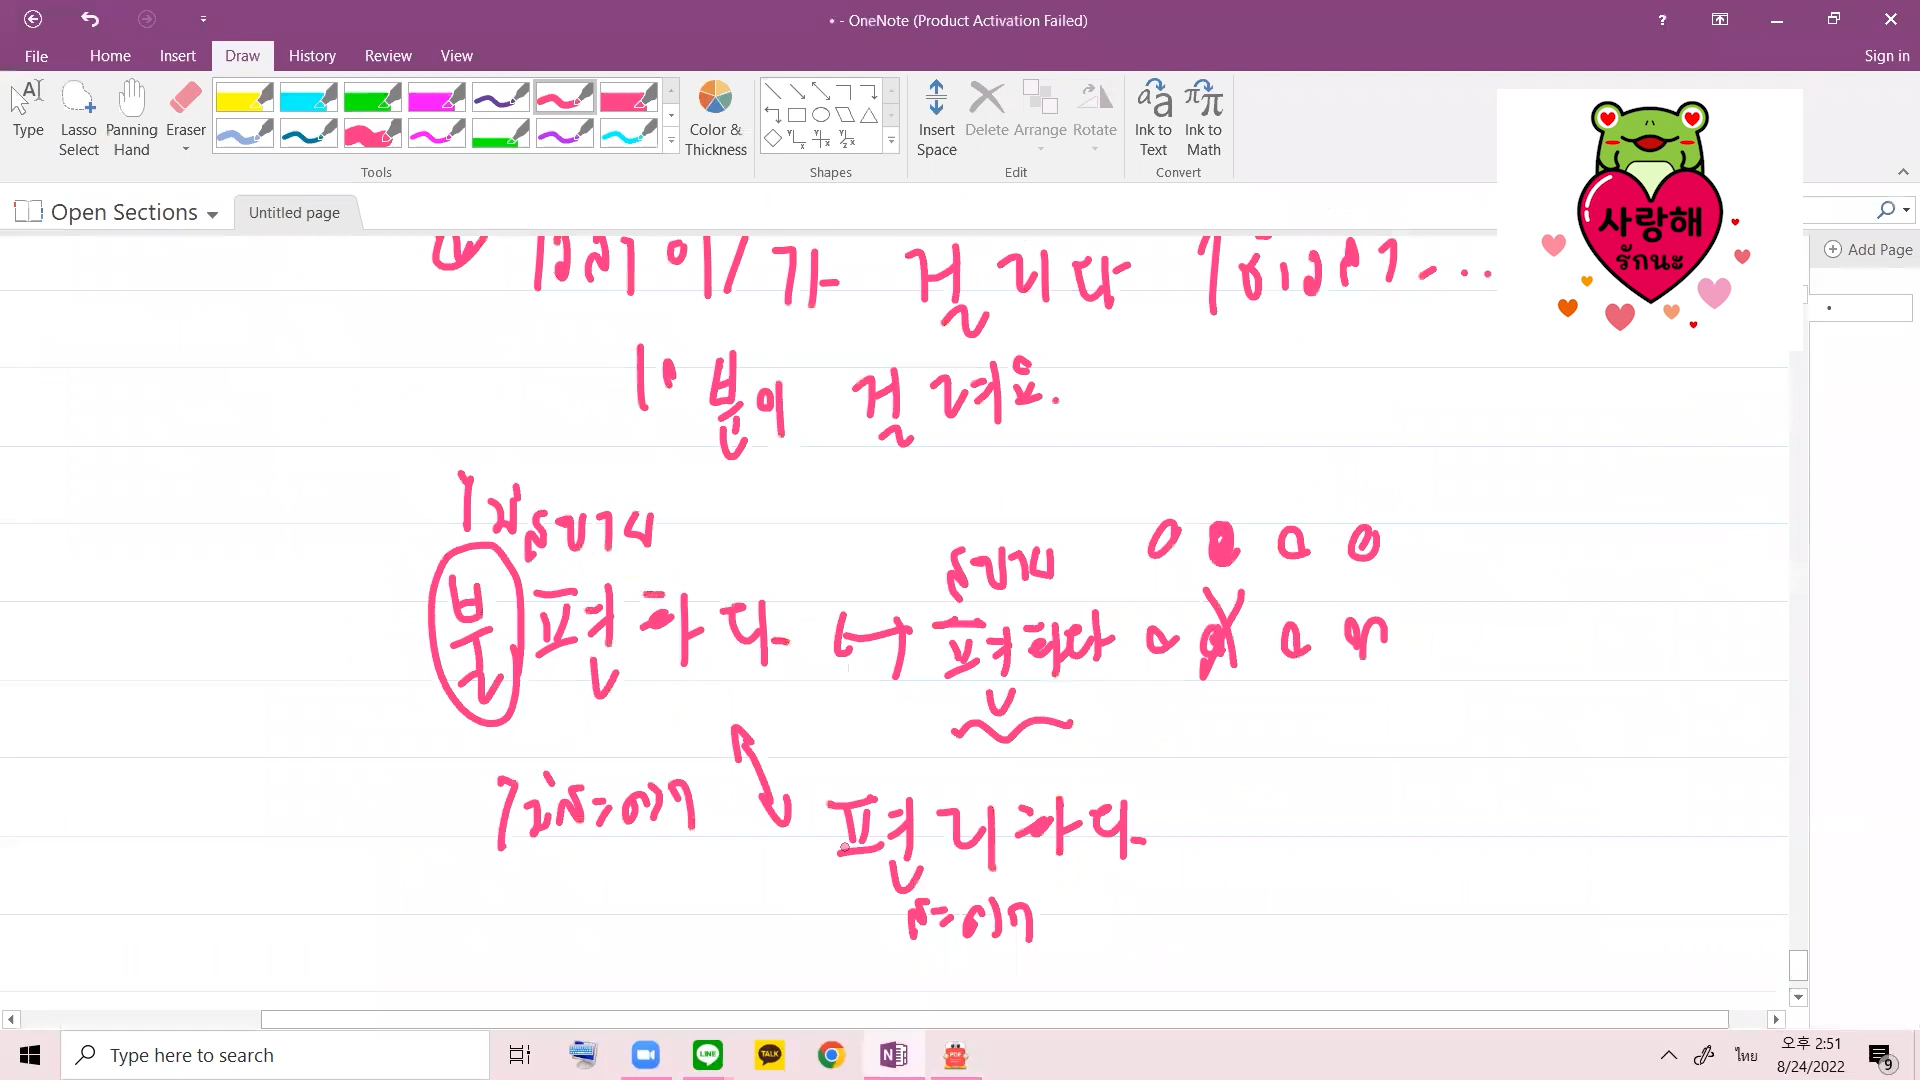 - OneNote (Product Activation Failed)
File Home Insert Draw History Review View Sign in
Type
Lasso Select
Panning Hand
Eraser
Color & Thickness
Insert Space
Delete
Arrange
Rotate
Ink to Text
Ink to Math
Tools
Shapes
Edit
Convert
Open Sections
Untitled page
Add Page
사랑해
รักนะ
เวลา 이/가 걸리다 ใช้เวลา...
10분이 걸려요.
ไม่สบาย
สบาย
불편하다 ↔ 편하다
ไม่สะดวก
편리하다
สะดวก
Type here to search
LINE
TALK
ไทย
오후 2:51
8/24/2022
9